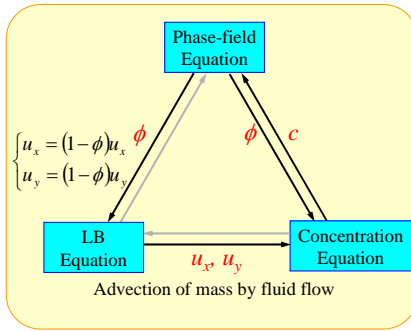 Phase-field
Equation
ϕ
ϕ
c
{u_x = (1-ϕ)u_x
u_y = (1-ϕ)u_y
LB
Equation
u_x, u_y
Concentration
Equation
Advection of mass by fluid flow